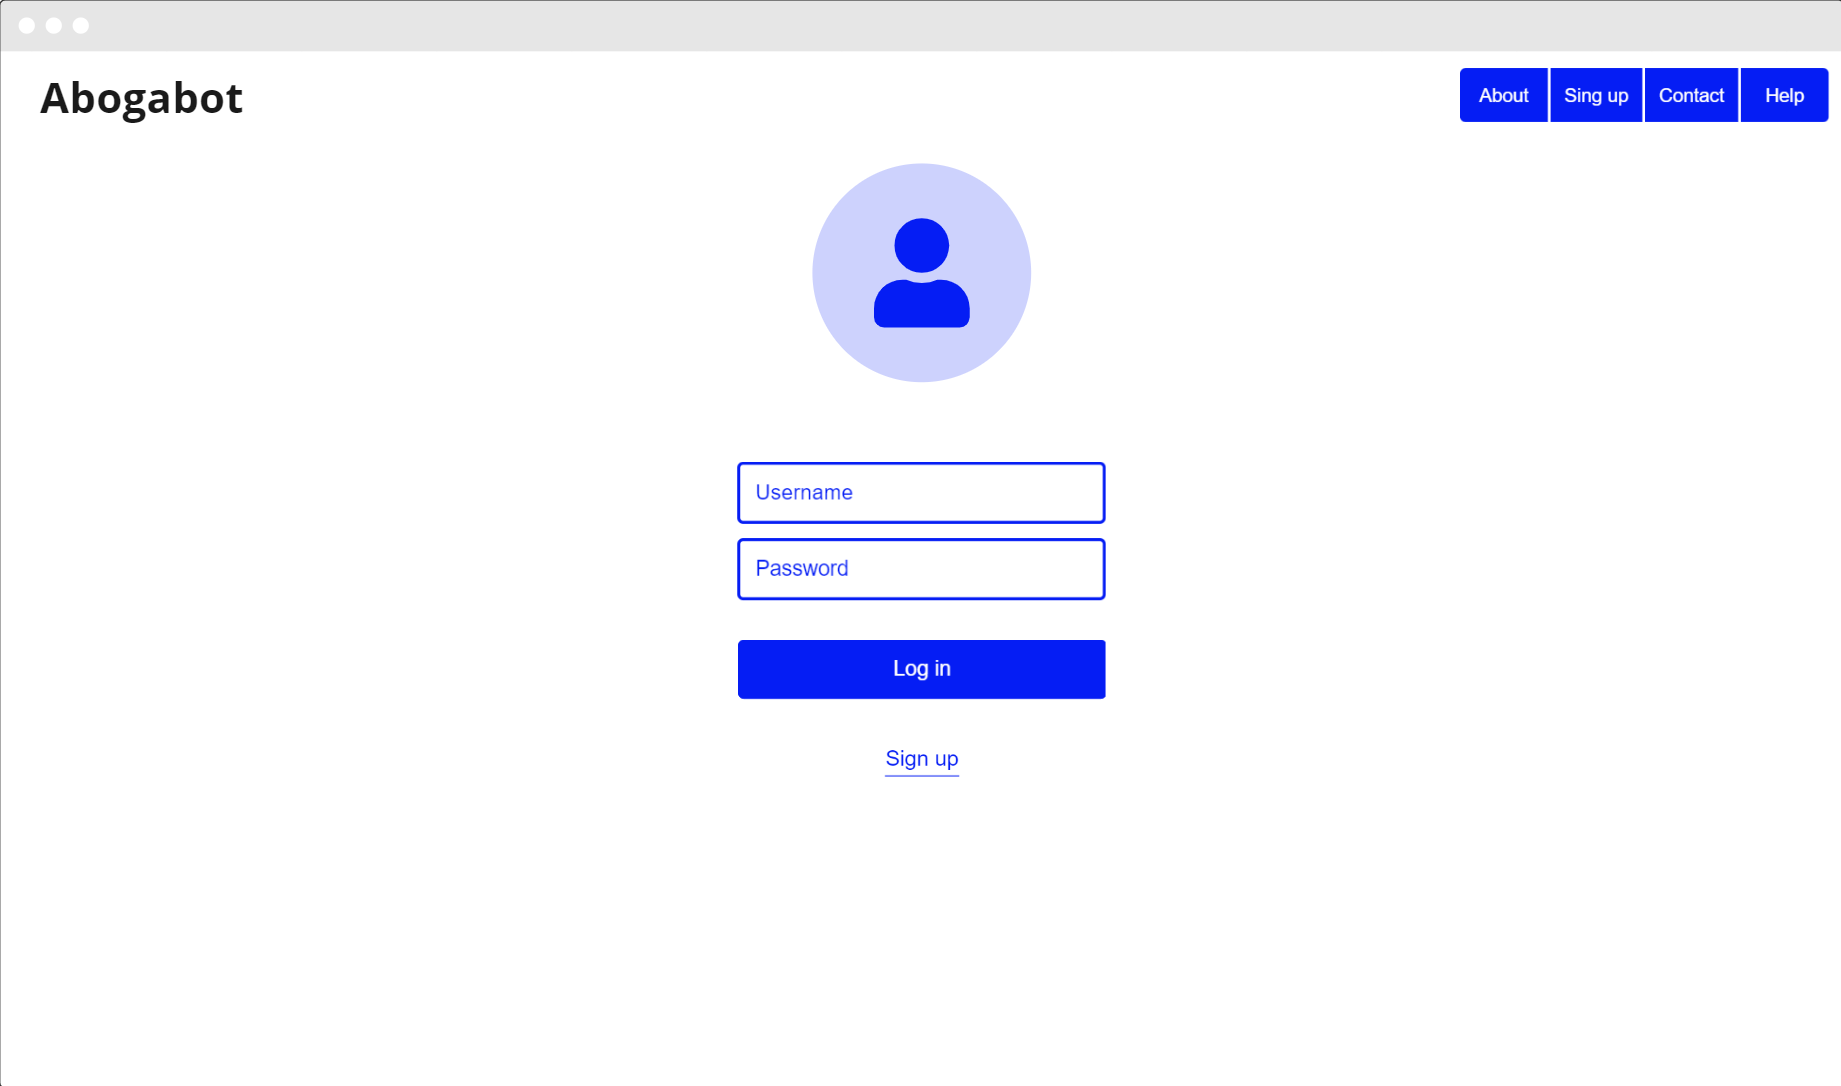 Abogabot
About Sing up Contact Help
Username
Password
Log in
Sign up